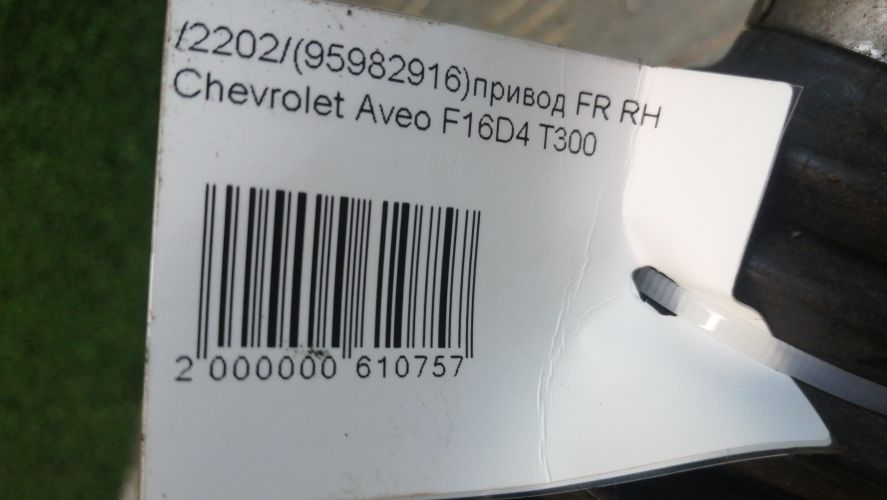 /2202/(95982916)привод FR RH
Chevrolet Aveo F16D4 T300
2 000000 610757